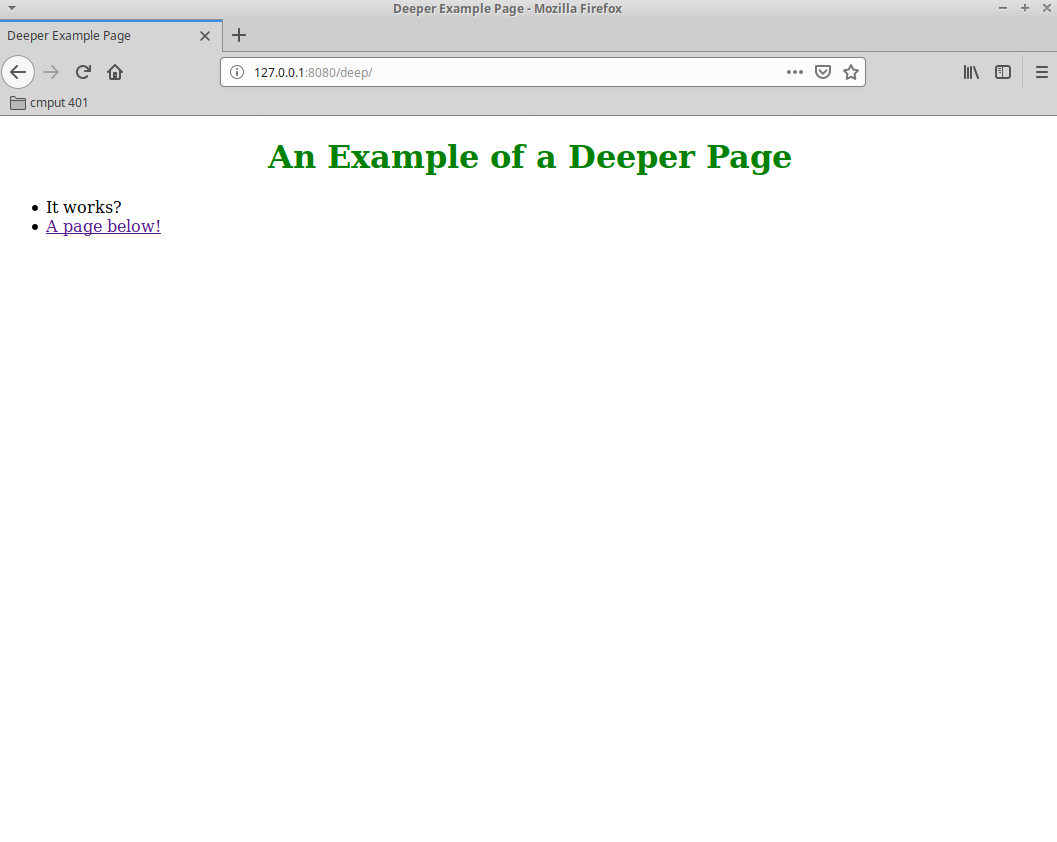 Deeper Example Page - Mozilla Firefox
Deeper Example Page
127.0.0.1:8080/deep/
cmput 401
An Example of a Deeper Page
It works?
A page below!